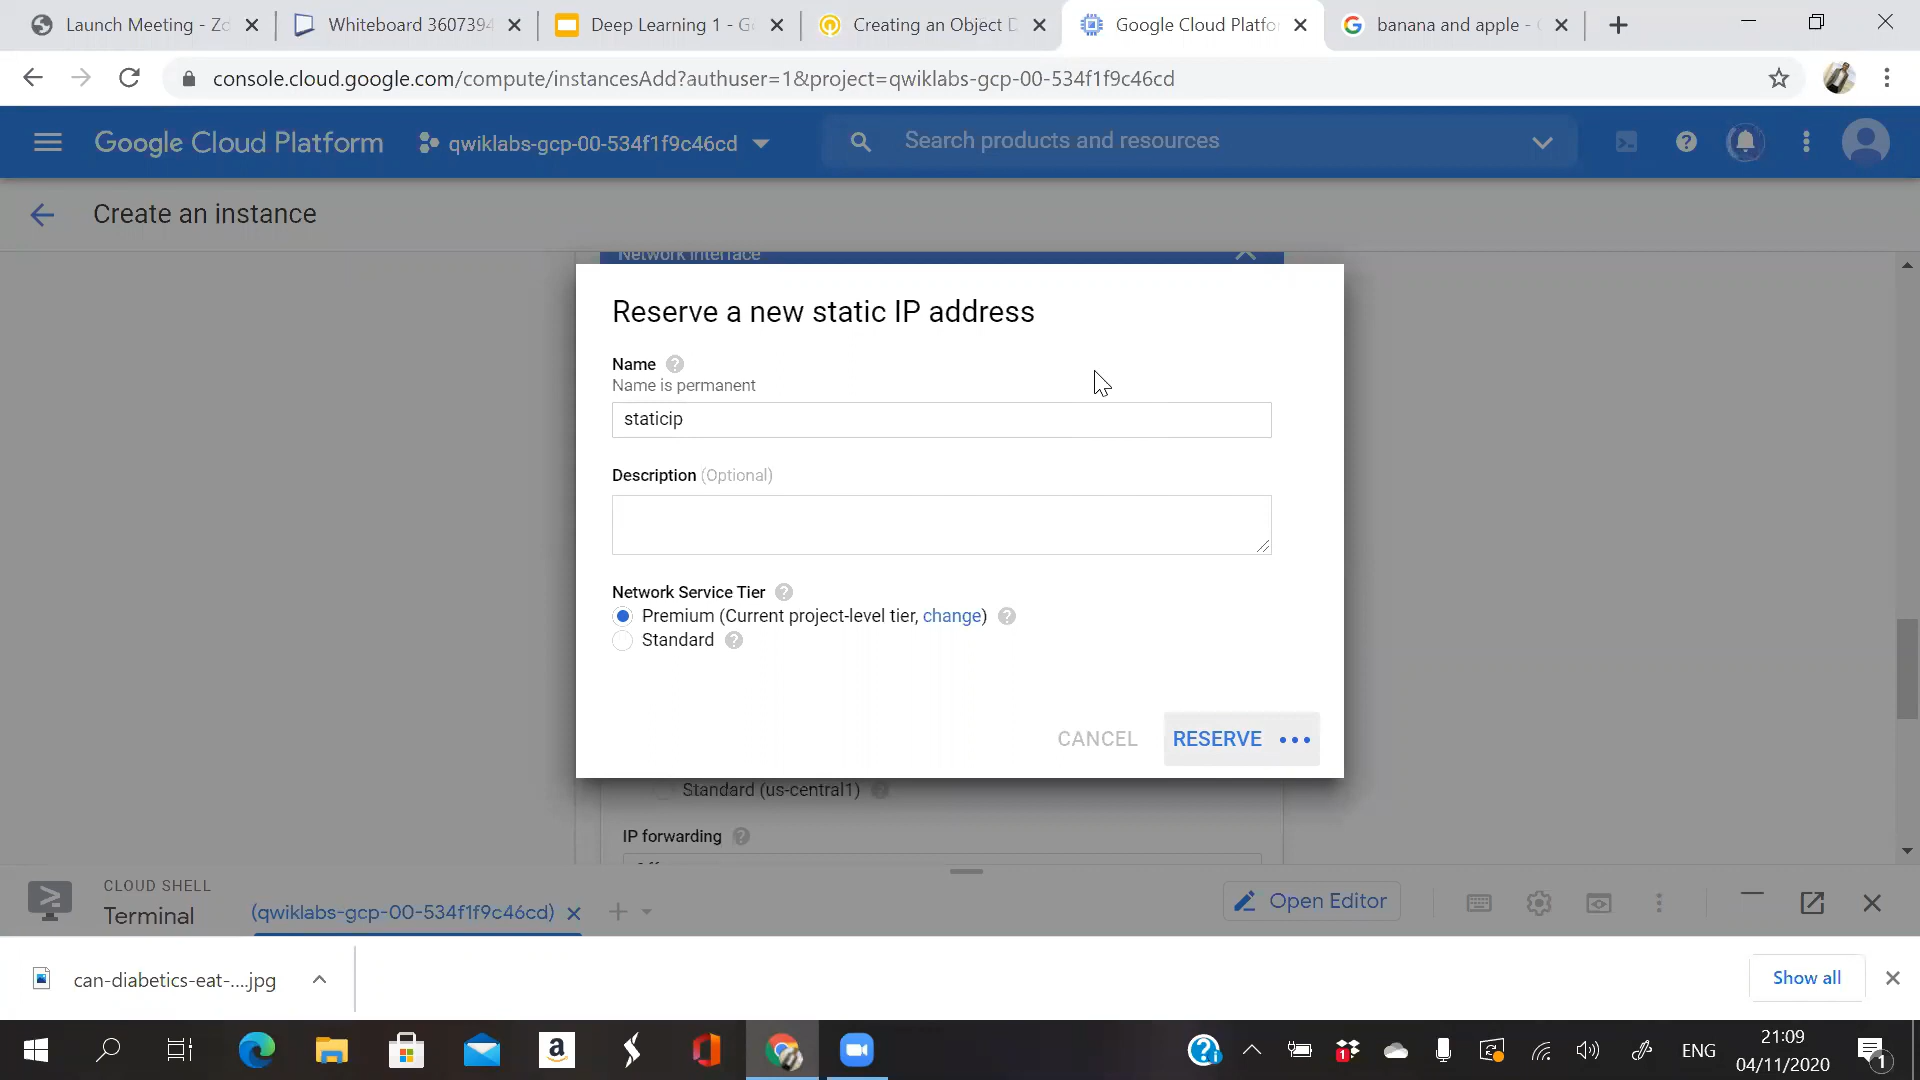 Launch Meeting - Zo
Whiteboard 3607394
Deep Learning 1 - Go
Creating an Object D
Google Cloud Platfo
banana and apple - G
console.cloud.google.com/compute/instancesAdd?authuser=1&project=qwiklabs-gcp-00-534f1f9c46cd
Google Cloud Platform
qwiklabs-gcp-00-534f1f9c46cd
Search products and resources
Create an instance
Network interface
Reserve a new static IP address
Name
Name is permanent
staticip
Description (Optional)
Network Service Tier
Premium (Current project-level tier, change)
Standard
CANCEL
RESERVE
Standard (us-central1)
IP forwarding
CLOUD SHELL
Terminal
(qwiklabs-gcp-00-534f1f9c46cd)
Open Editor
can-diabetics-eat-....jpg
Show all
ENG
21:09
04/11/2020
1
1